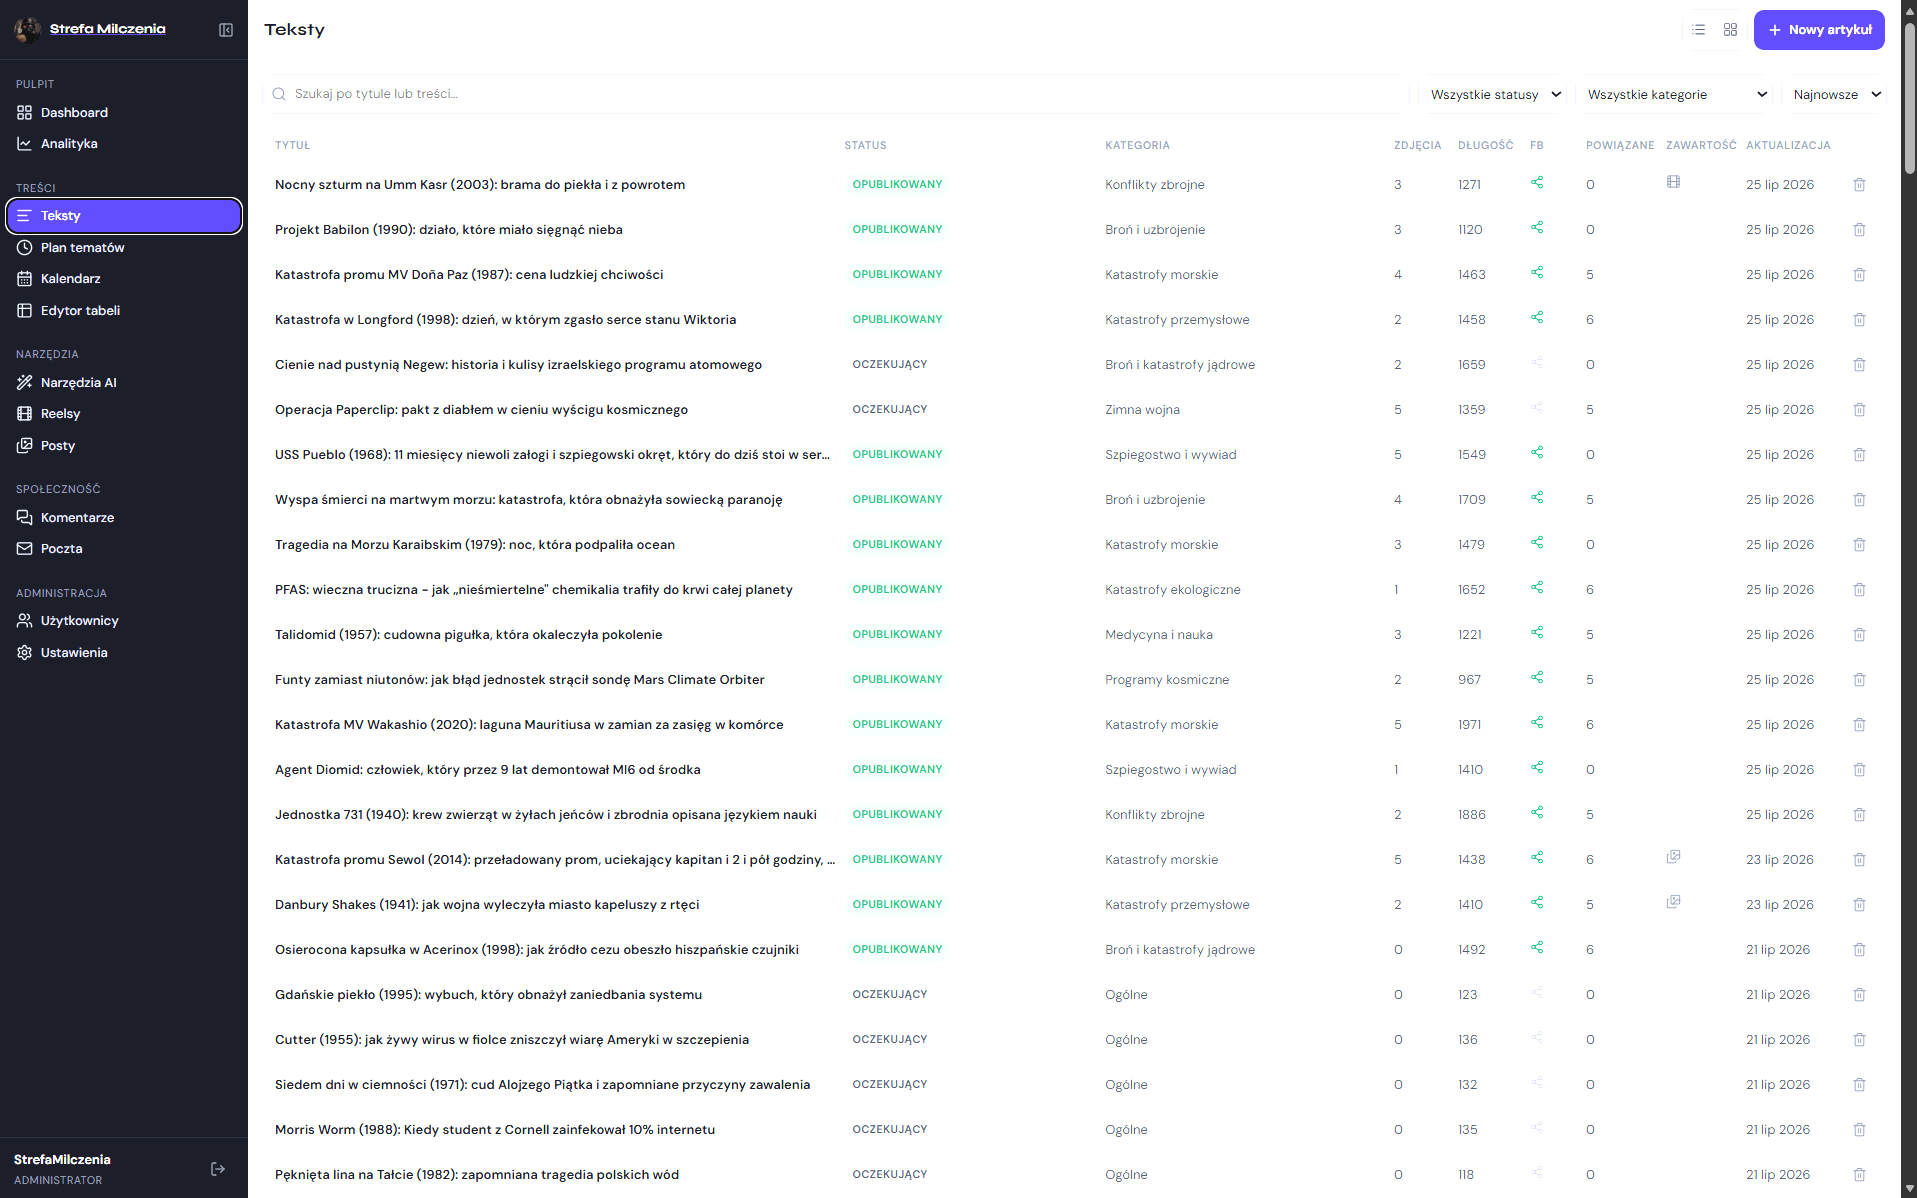 Strefa Milczenia
PULPIT
Dashboard
Analityka
TREŚCI
Teksty
Plan tematów
Kalendarz
Edytor tabeli
NARZĘDZIA
Narzędzia AI
Reelsy
Posty
SPOŁECZNOŚĆ
Komentarze
Poczta
ADMINISTRACJA
Użytkownicy
Ustawienia
StrefaMilczenia
ADMINISTRATOR
Teksty
Nowy artykuł
Szukaj po tytule lub treści…
Wszystkie statusy
Wszystkie kategorie
Najnowsze
TYTUŁ STATUS KATEGORIA ZDJĘCIA DŁUGOŚĆ FB POWIĄZANE ZAWARTOŚĆ AKTUALIZACJA
Nocny szturm na Umm Kasr (2003): brama do piekła i z powrotem OPUBLIKOWANY Konflikty zbrojne 3 1271 0 25 lip 2026
Projekt Babilon (1990): działo, które miało sięgnąć nieba OPUBLIKOWANY Broń i uzbrojenie 3 1120 0 25 lip 2026
Katastrofa promu MV Doña Paz (1987): cena ludzkiej chciwości OPUBLIKOWANY Katastrofy morskie 4 1463 5 25 lip 2026
Katastrofa w Longford (1998): dzień, w którym zgasło serce stanu Wiktoria OPUBLIKOWANY Katastrofy przemysłowe 2 1458 6 25 lip 2026
Cienie nad pustynią Negew: historia i kulisy izraelskiego programu atomowego OCZEKUJĄCY Broń i katastrofy jądrowe 2 1659 0 25 lip 2026
Operacja Paperclip: pakt z diabłem w cieniu wyścigu kosmicznego OCZEKUJĄCY Zimna wojna 5 1359 5 25 lip 2026
USS Pueblo (1968): 11 miesięcy niewoli załogi i szpiegowski okręt, który do dziś stoi w ser… OPUBLIKOWANY Szpiegostwo i wywiad 5 1549 0 25 lip 2026
Wyspa śmierci na martwym morzu: katastrofa, która obnażyła sowiecką paranoję OPUBLIKOWANY Broń i uzbrojenie 4 1709 5 25 lip 2026
Tragedia na Morzu Karaibskim (1979): noc, która podpaliła ocean OPUBLIKOWANY Katastrofy morskie 3 1479 0 25 lip 2026
PFAS: wieczna trucizna – jak „nieśmiertelne" chemikalia trafiły do krwi całej planety OPUBLIKOWANY Katastrofy ekologiczne 1 1652 6 25 lip 2026
Talidomid (1957): cudowna pigułka, która okaleczyła pokolenie OPUBLIKOWANY Medycyna i nauka 3 1221 5 25 lip 2026
Funty zamiast niutonów: jak błąd jednostek strącił sondę Mars Climate Orbiter OPUBLIKOWANY Programy kosmiczne 2 967 5 25 lip 2026
Katastrofa MV Wakashio (2020): laguna Mauritiusa w zamian za zasięg w komórce OPUBLIKOWANY Katastrofy morskie 5 1971 6 25 lip 2026
Agent Diomid: człowiek, który przez 9 lat demontował MI6 od środka OPUBLIKOWANY Szpiegostwo i wywiad 1 1410 0 25 lip 2026
Jednostka 731 (1940): krew zwierząt w żyłach jeńców i zbrodnia opisana językiem nauki OPUBLIKOWANY Konflikty zbrojne 2 1886 5 25 lip 2026
Katastrofa promu Sewol (2014): przeładowany prom, uciekający kapitan i 2 i pół godziny, … OPUBLIKOWANY Katastrofy morskie 5 1438 6 23 lip 2026
Danbury Shakes (1941): jak wojna wyleczyła miasto kapeluszy z rtęci OPUBLIKOWANY Katastrofy przemysłowe 2 1410 5 23 lip 2026
Osierocona kapsułka w Acerinox (1998): jak źródło cezu obeszło hiszpańskie czujniki OPUBLIKOWANY Broń i katastrofy jądrowe 0 1492 6 21 lip 2026
Gdańskie piekło (1995): wybuch, który obnażył zaniedbania systemu OCZEKUJĄCY Ogólne 0 123 0 21 lip 2026
Cutter (1955): jak żywy wirus w fiolce zniszczył wiarę Ameryki w szczepienia OCZEKUJĄCY Ogólne 0 136 0 21 lip 2026
Siedem dni w ciemności (1971): cud Alojzego Piątka i zapomniane przyczyny zawalenia OCZEKUJĄCY Ogólne 0 132 0 21 lip 2026
Morris Worm (1988): Kiedy student z Cornell zainfekował 10% internetu OCZEKUJĄCY Ogólne 0 135 0 21 lip 2026
Pęknięta lina na Tałcie (1982): zapomniana tragedia polskich wód OCZEKUJĄCY Ogólne 0 118 0 21 lip 2026